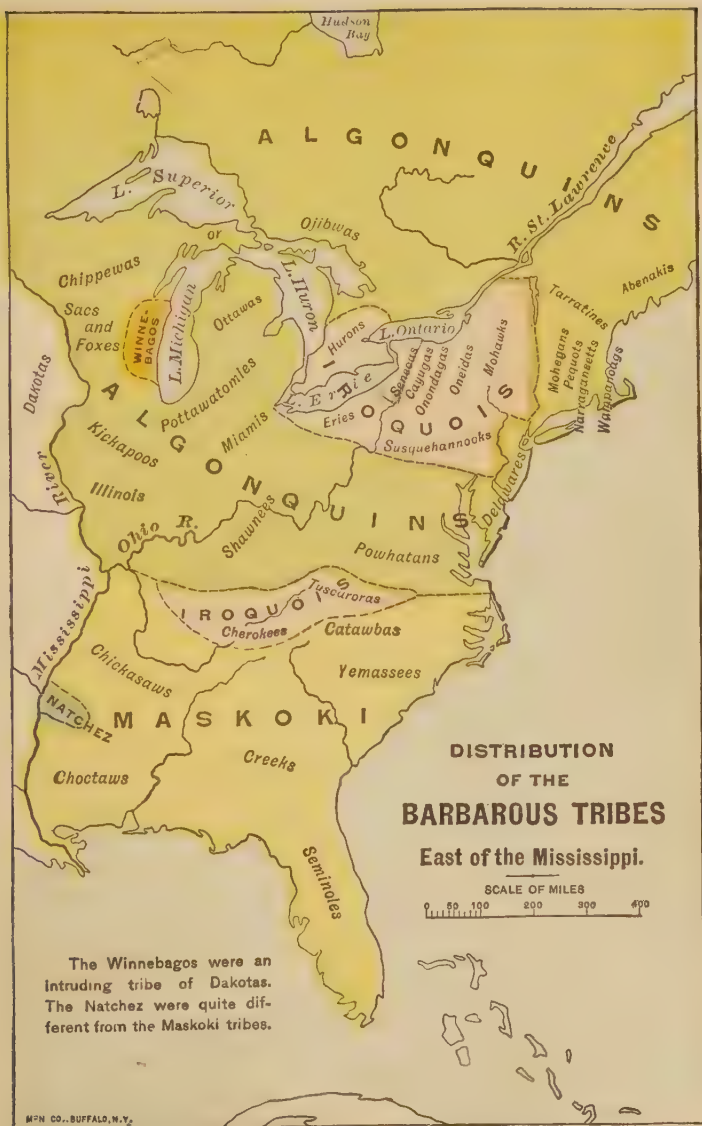 Hudson
Bay
ALGONQUINS
L. Superior
or
Ojibwas
R. St. Lawrence
Chippewas
Sacs
and
Foxes
WINNE-
BAGOS
L. Michigan
Ottawas
L. Huron
Hurons
L. Ontario
Tarratines
Abenakis
Mohegans
Pequots
Narragansetts
Wampanoags
Dakotas
L. Erie
Eries
IROQUOIS
Senecas
Cayugas
Onondagas
Oneidas
Mohawks
Susquehannocks
ALGONQUINS
Pottawatomies
Kickapoos
Miamis
Illinois
River
Ohio R.
Shawnees
Delawares
Powhatans
Mississippi
IROQUOIS
Tuscaroras
Cherokees
Catawbas
Chickasaws
Yemassees
NATCHEZ
MASKOKI
Choctaws
Creeks
Seminoles
DISTRIBUTION
OF THE
BARBAROUS TRIBES
East of the Mississippi.
SCALE OF MILES
0 50 100 200 300 400
The Winnebagos were an
intruding tribe of Dakotas.
The Natchez were quite dif-
ferent from the Maskoki tribes.
M=N CO., BUFFALO, N.Y.